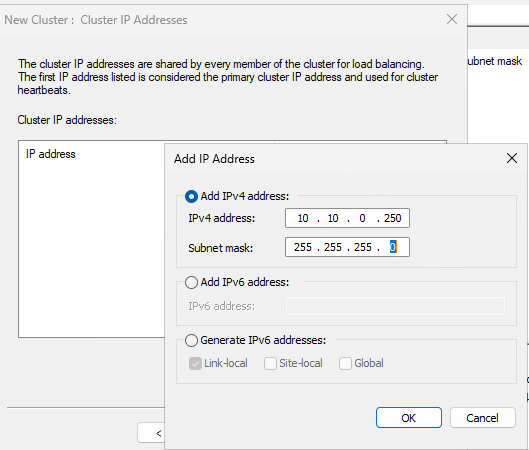 New Cluster : Cluster IP Addresses
The cluster IP addresses are shared by every member of the cluster for load balancing.
The first IP address listed is considered the primary cluster IP address and used for cluster
heartbeats.
Cluster IP addresses:
IP address
ubnet mask
Add IP Address
Add IPv4 address:
IPv4 address: 10 . 10 . 0 . 250
Subnet mask: 255 . 255 . 255 . 0
Add IPv6 address:
IPv6 address:
Generate IPv6 addresses:
Link-local Site-local Global
<
OK Cancel